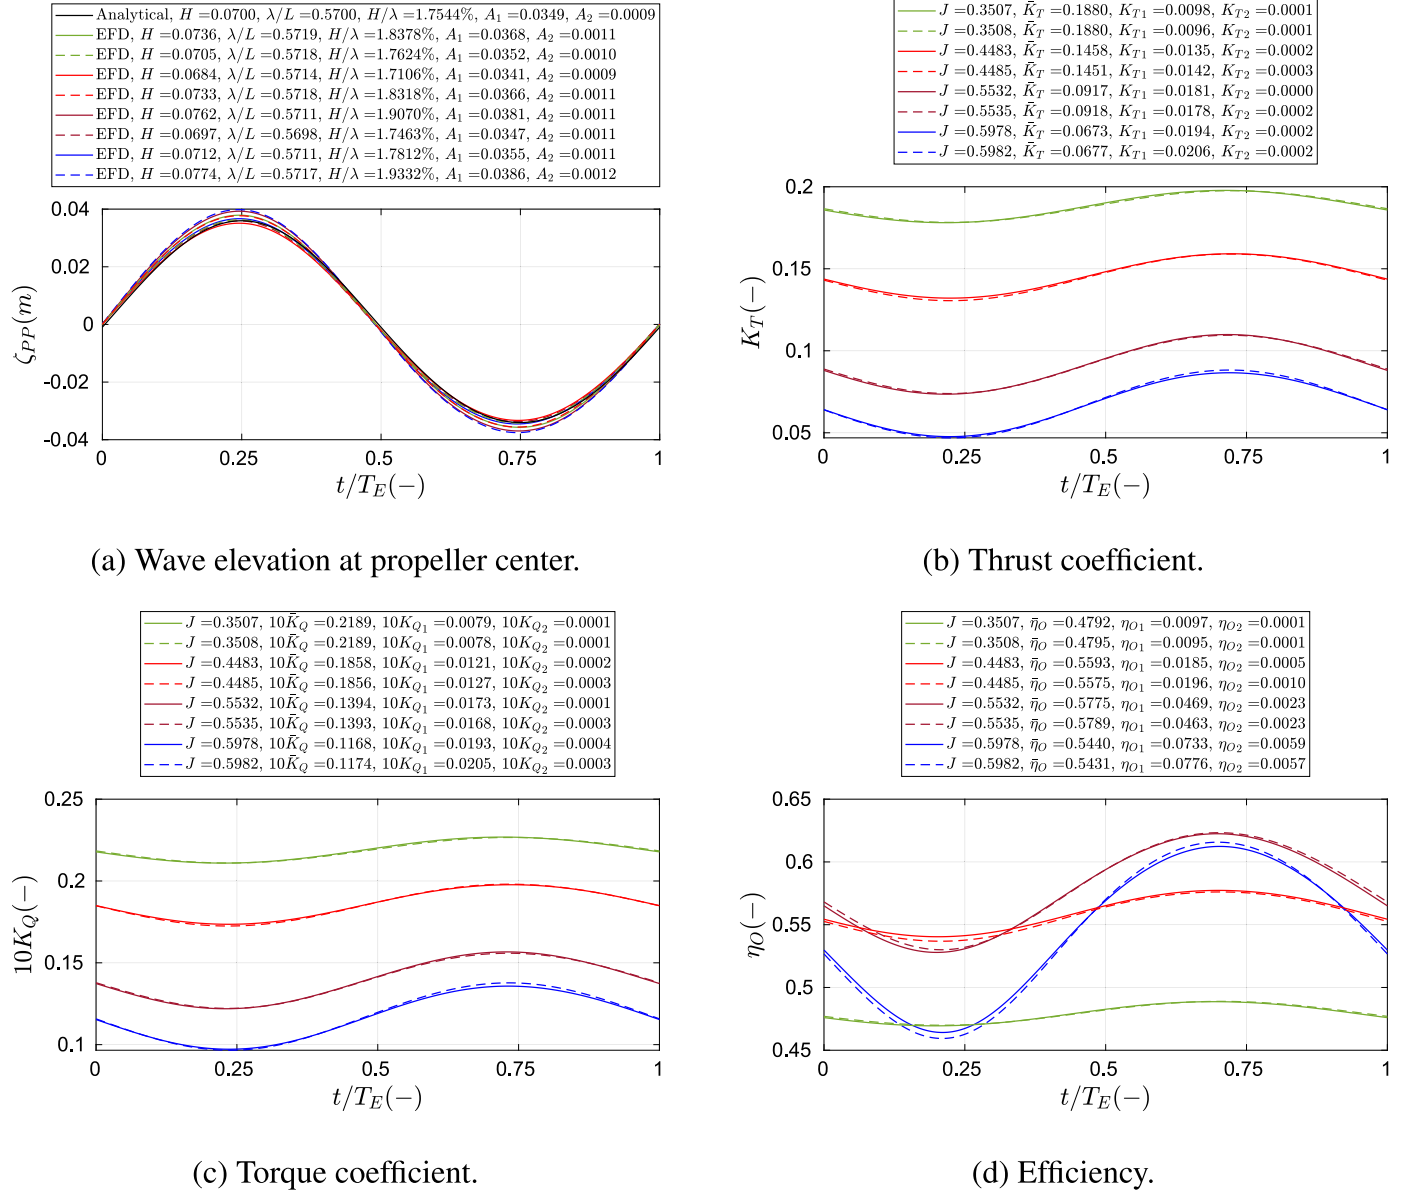 Analytical, H =0.0700, λ/L =0.5700, H/λ =1.7544%, A₁ =0.0349, A₂ =0.0009
EFD, H =0.0736, λ/L =0.5719, H/λ =1.8378%, A₁ =0.0368, A₂ =0.0011
EFD, H =0.0705, λ/L =0.5718, H/λ =1.7624%, A₁ =0.0352, A₂ =0.0010
EFD, H =0.0684, λ/L =0.5714, H/λ =1.7106%, A₁ =0.0341, A₂ =0.0009
EFD, H =0.0733, λ/L =0.5718, H/λ =1.8318%, A₁ =0.0366, A₂ =0.0011
EFD, H =0.0762, λ/L =0.5711, H/λ =1.9070%, A₁ =0.0381, A₂ =0.0011
EFD, H =0.0697, λ/L =0.5698, H/λ =1.7463%, A₁ =0.0347, A₂ =0.0011
EFD, H =0.0712, λ/L =0.5711, H/λ =1.7812%, A₁ =0.0355, A₂ =0.0011
EFD, H =0.0774, λ/L =0.5717, H/λ =1.9332%, A₁ =0.0386, A₂ =0.0012
0.04
0.02
0
-0.02
-0.04
ζPP(m)
0 0.25 0.5 0.75 1
t/TE(−)
(a) Wave elevation at propeller center.
J =0.3507, K̄T =0.1880, KT1 =0.0098, KT2 =0.0001
J =0.3508, K̄T =0.1880, KT1 =0.0096, KT2 =0.0001
J =0.4483, K̄T =0.1458, KT1 =0.0135, KT2 =0.0002
J =0.4485, K̄T =0.1451, KT1 =0.0142, KT2 =0.0003
J =0.5532, K̄T =0.0917, KT1 =0.0181, KT2 =0.0000
J =0.5535, K̄T =0.0918, KT1 =0.0178, KT2 =0.0002
J =0.5978, K̄T =0.0673, KT1 =0.0194, KT2 =0.0002
J =0.5982, K̄T =0.0677, KT1 =0.0206, KT2 =0.0002
0.2
0.15
0.1
0.05
KT(−)
0 0.25 0.5 0.75 1
t/TE(−)
(b) Thrust coefficient.
J =0.3507, 10K̄Q =0.2189, 10KQ1 =0.0079, 10KQ2 =0.0001
J =0.3508, 10K̄Q =0.2189, 10KQ1 =0.0078, 10KQ2 =0.0001
J =0.4483, 10K̄Q =0.1858, 10KQ1 =0.0121, 10KQ2 =0.0002
J =0.4485, 10K̄Q =0.1856, 10KQ1 =0.0127, 10KQ2 =0.0003
J =0.5532, 10K̄Q =0.1394, 10KQ1 =0.0173, 10KQ2 =0.0001
J =0.5535, 10K̄Q =0.1393, 10KQ1 =0.0168, 10KQ2 =0.0003
J =0.5978, 10K̄Q =0.1168, 10KQ1 =0.0193, 10KQ2 =0.0004
J =0.5982, 10K̄Q =0.1174, 10KQ1 =0.0205, 10KQ2 =0.0003
0.25
0.2
0.15
0.1
10KQ(−)
0 0.25 0.5 0.75 1
t/TE(−)
(c) Torque coefficient.
J =0.3507, η̄O =0.4792, ηO1 =0.0097, ηO2 =0.0001
J =0.3508, η̄O =0.4795, ηO1 =0.0095, ηO2 =0.0001
J =0.4483, η̄O =0.5593, ηO1 =0.0185, ηO2 =0.0005
J =0.4485, η̄O =0.5575, ηO1 =0.0196, ηO2 =0.0010
J =0.5532, η̄O =0.5775, ηO1 =0.0469, ηO2 =0.0023
J =0.5535, η̄O =0.5789, ηO1 =0.0463, ηO2 =0.0023
J =0.5978, η̄O =0.5440, ηO1 =0.0733, ηO2 =0.0059
J =0.5982, η̄O =0.5431, ηO1 =0.0776, ηO2 =0.0057
0.65
0.6
0.55
0.5
0.45
ηO(−)
0 0.25 0.5 0.75 1
t/TE(−)
(d) Efficiency.